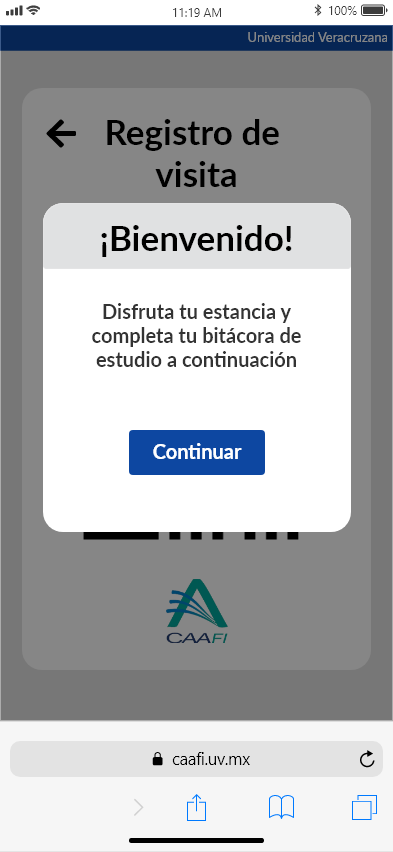 11:19 AM
100%
Universidad Veracruzana
Registro de
visita
¡Bienvenido!
Disfruta tu estancia y
completa tu bitácora de
estudio a continuación
Continuar
CAAFI
caafi.uv.mx